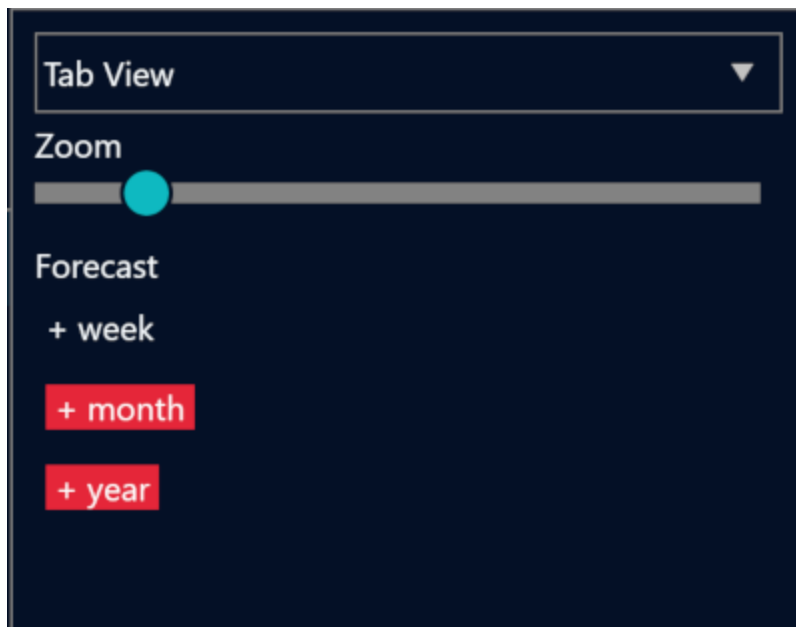 Tab View
Zoom
Forecast
+ week
+ month
+ year